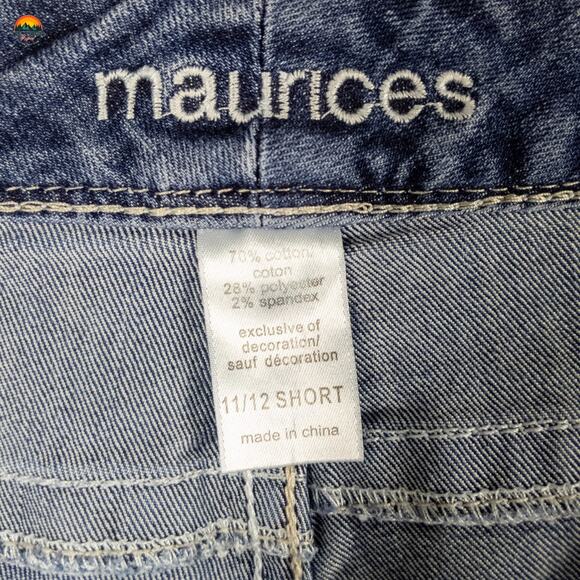 maurices
70% cotton/
coton
28% polyester
2% spandex
exclusive of
decoration/
sauf décoration
11/12 SHORT
made in china